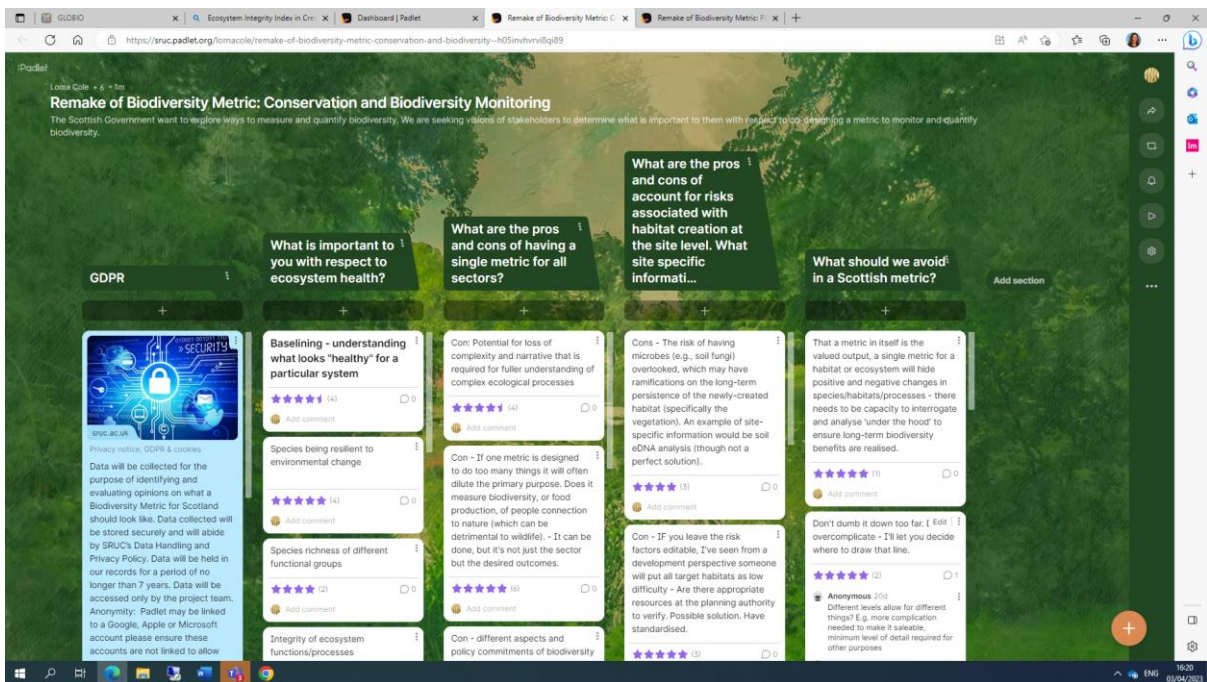 GLOBIO
Ecosystem Integrity Index in Cre
Dashboard | Padlet
Remake of Biodiversity Metric: C
Remake of Biodiversity Metric: Pl
https://sruc.padlet.org/lornacole/remake-of-biodiversity-metric-conservation-and-biodiversity--h05invhvrvi8qi89
:Padlet
Lorna Cole + 6 • 1m
Remake of Biodiversity Metric: Conservation and Biodiversity Monitoring
The Scottish Government want to explore ways to measure and quantify biodiversity. We are seeking visions of stakeholders to determine what is important to them with respect to co-designing a metric to monitor and quantify
biodiversity.
GDPR
SECURITY
sruc.ac.uk
Privacy notice, GDPR & cookies
Data will be collected for the
purpose of identifying and
evaluating opinions on what a
Biodiversity Metric for Scotland
should look like. Data collected will
be stored securely and will abide
by SRUC's Data Handling and
Privacy Policy. Data will be held in
our records for a period of no
longer than 7 years. Data will be
accessed only by the project team.
Anonymity: Padlet may be linked
to a Google, Apple or Microsoft
account please ensure these
accounts are not linked to allow
What is important to
you with respect to
ecosystem health?
Baselining - understanding
what looks "healthy" for a
particular system
(4) 0
Add comment
Species being resilient to
environmental change
(4) 0
Add comment
Species richness of different
functional groups
(2) 0
Add comment
Integrity of ecosystem
functions/processes
What are the pros
and cons of having a
single metric for all
sectors?
Con: Potential for loss of
complexity and narrative that is
required for fuller understanding of
complex ecological processes
(4) 0
Add comment
Con - If one metric is designed
to do too many things it will often
dilute the primary purpose. Does it
measure biodiversity, or food
production, of people connection
to nature (which can be
detrimental to wildlife). - It can be
done, but it's not just the sector
but the desired outcomes.
(6) 0
Add comment
Con - different aspects and
policy commitments of biodiversity
What are the pros
and cons of
account for risks
associated with
habitat creation at
the site level. What
site specific
informati...
Cons - The risk of having
microbes (e.g., soil fungi)
overlooked, which may have
ramifications on the long-term
persistence of the newly-created
habitat (specifically the
vegetation). An example of site-
specific information would be soil
eDNA analysis (though not a
perfect solution).
(3) 0
Add comment
Con - IF you leave the risk
factors editable, I've seen from a
development perspective someone
will put all target habitats as low
difficulty - Are there appropriate
resources at the planning authority
to verify. Possible solution. Have
standardised.
(3) 0
What should we avoid
in a Scottish metric?
That a metric in itself is the
valued output, a single metric for a
habitat or ecosystem will hide
positive and negative changes in
species/habitats/processes - there
needs to be capacity to interrogate
and analyse 'under the hood' to
ensure long-term biodiversity
benefits are realised.
(1) 0
Add comment
Don't dumb it down too far. Edit
overcomplicate - I'll let you decide
where to draw that line.
(2) 1
Anonymous 20d
Different levels allow for different
things? E.g. more complication
needed to make it saleable,
minimum level of detail required for
other purposes
Add section
ENG
16:20
03/04/2023